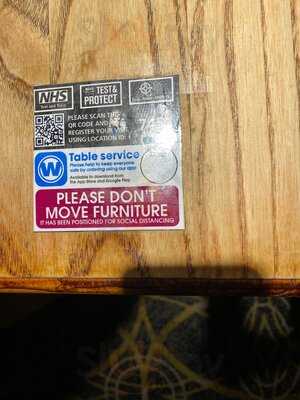 NHS
Test and Trace
TEST&
PROTECT
PLEASE SCAN THE
QR CODE AND
REGISTER YOUR
USING LOCATION ID:
W
Table service
Please help to keep everyone
safe by ordering using our app
Available to download from
the App Store and Google Play
PLEASE DON'T
MOVE FURNITURE
IT HAS BEEN POSITIONED FOR SOCIAL DISTANCING